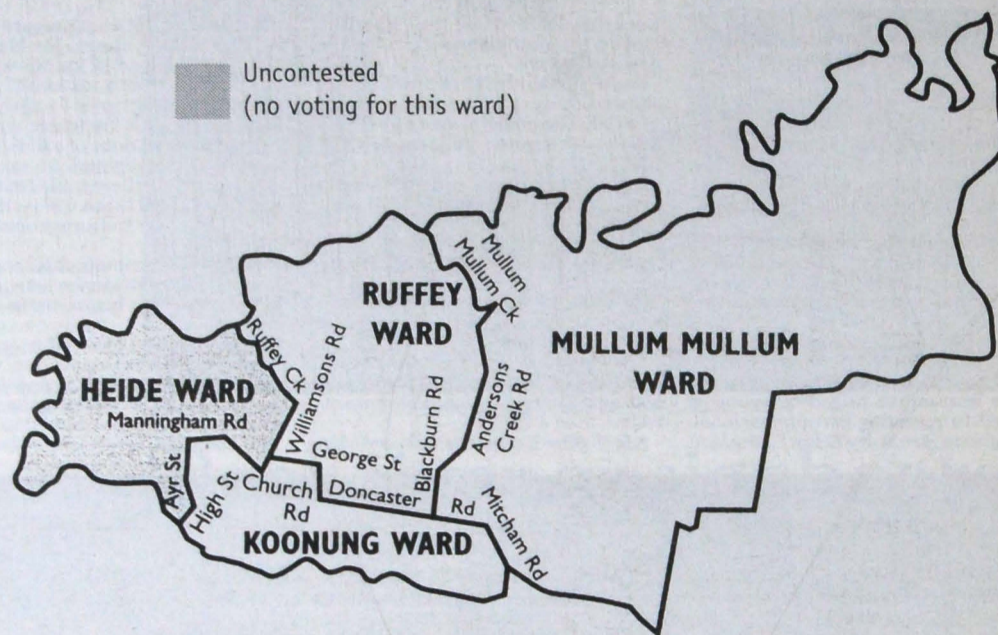 Uncontested
(no voting for this ward)
Mullum
Mullum Ck
RUFFEY
WARD
MULLUM MULLUM
WARD
Ruffey Ck
Williamsons Rd
HEIDE WARD
Manningham Rd
Andersons
Creek Rd
Blackburn Rd
George St
Ayr St
High St
Church
Rd
Doncaster Rd
Mitcham Rd
KOONUNG WARD